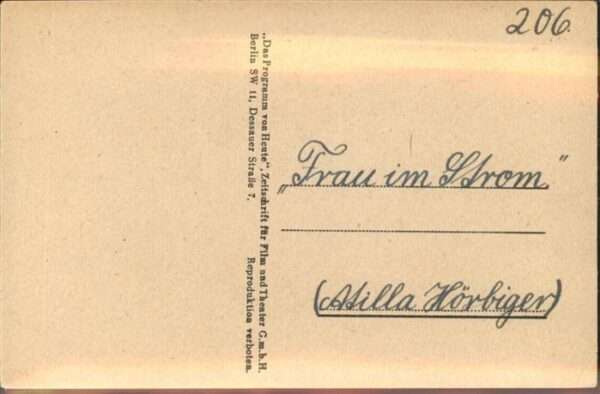 206.
„Das Programm von Heute“, Zeitschrift für Film und Theater G.m.b.H.
Berlin SW 11, Dessauer Straße 7. Reproduktion verboten.
„Frau im Strom“
(Attilla Hörbiger)